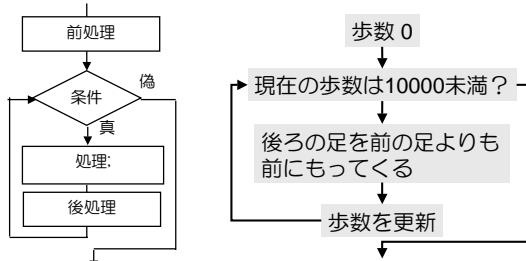 前処理
条件
偽
真
処理:
後処理
歩数 0
現在の歩数は10000未満？
後ろの足を前の足よりも
前にもってくる
歩数を更新